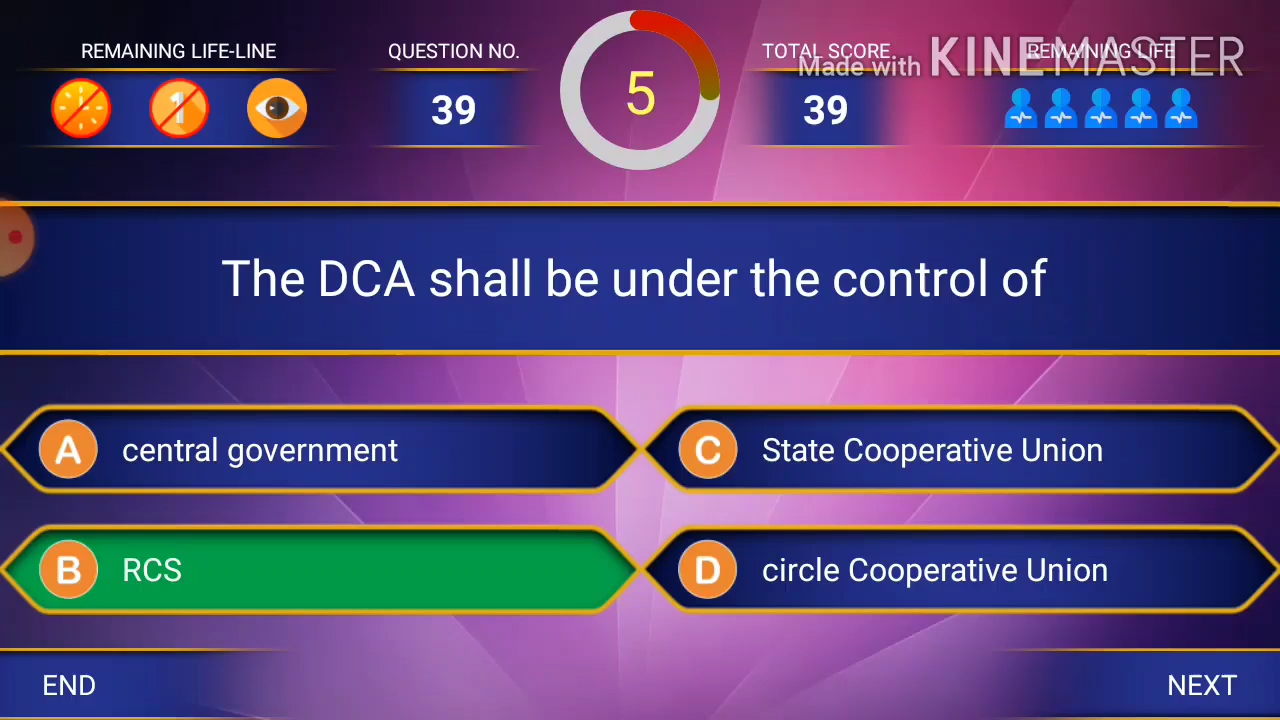 REMAINING LIFE-LINE
QUESTION NO.
5
TOTAL SCORE
REMAINING LIFE
Made with KINEMASTER
1
39
39
The DCA shall be under the control of
A central government
C State Cooperative Union
B RCS
D circle Cooperative Union
END
NEXT